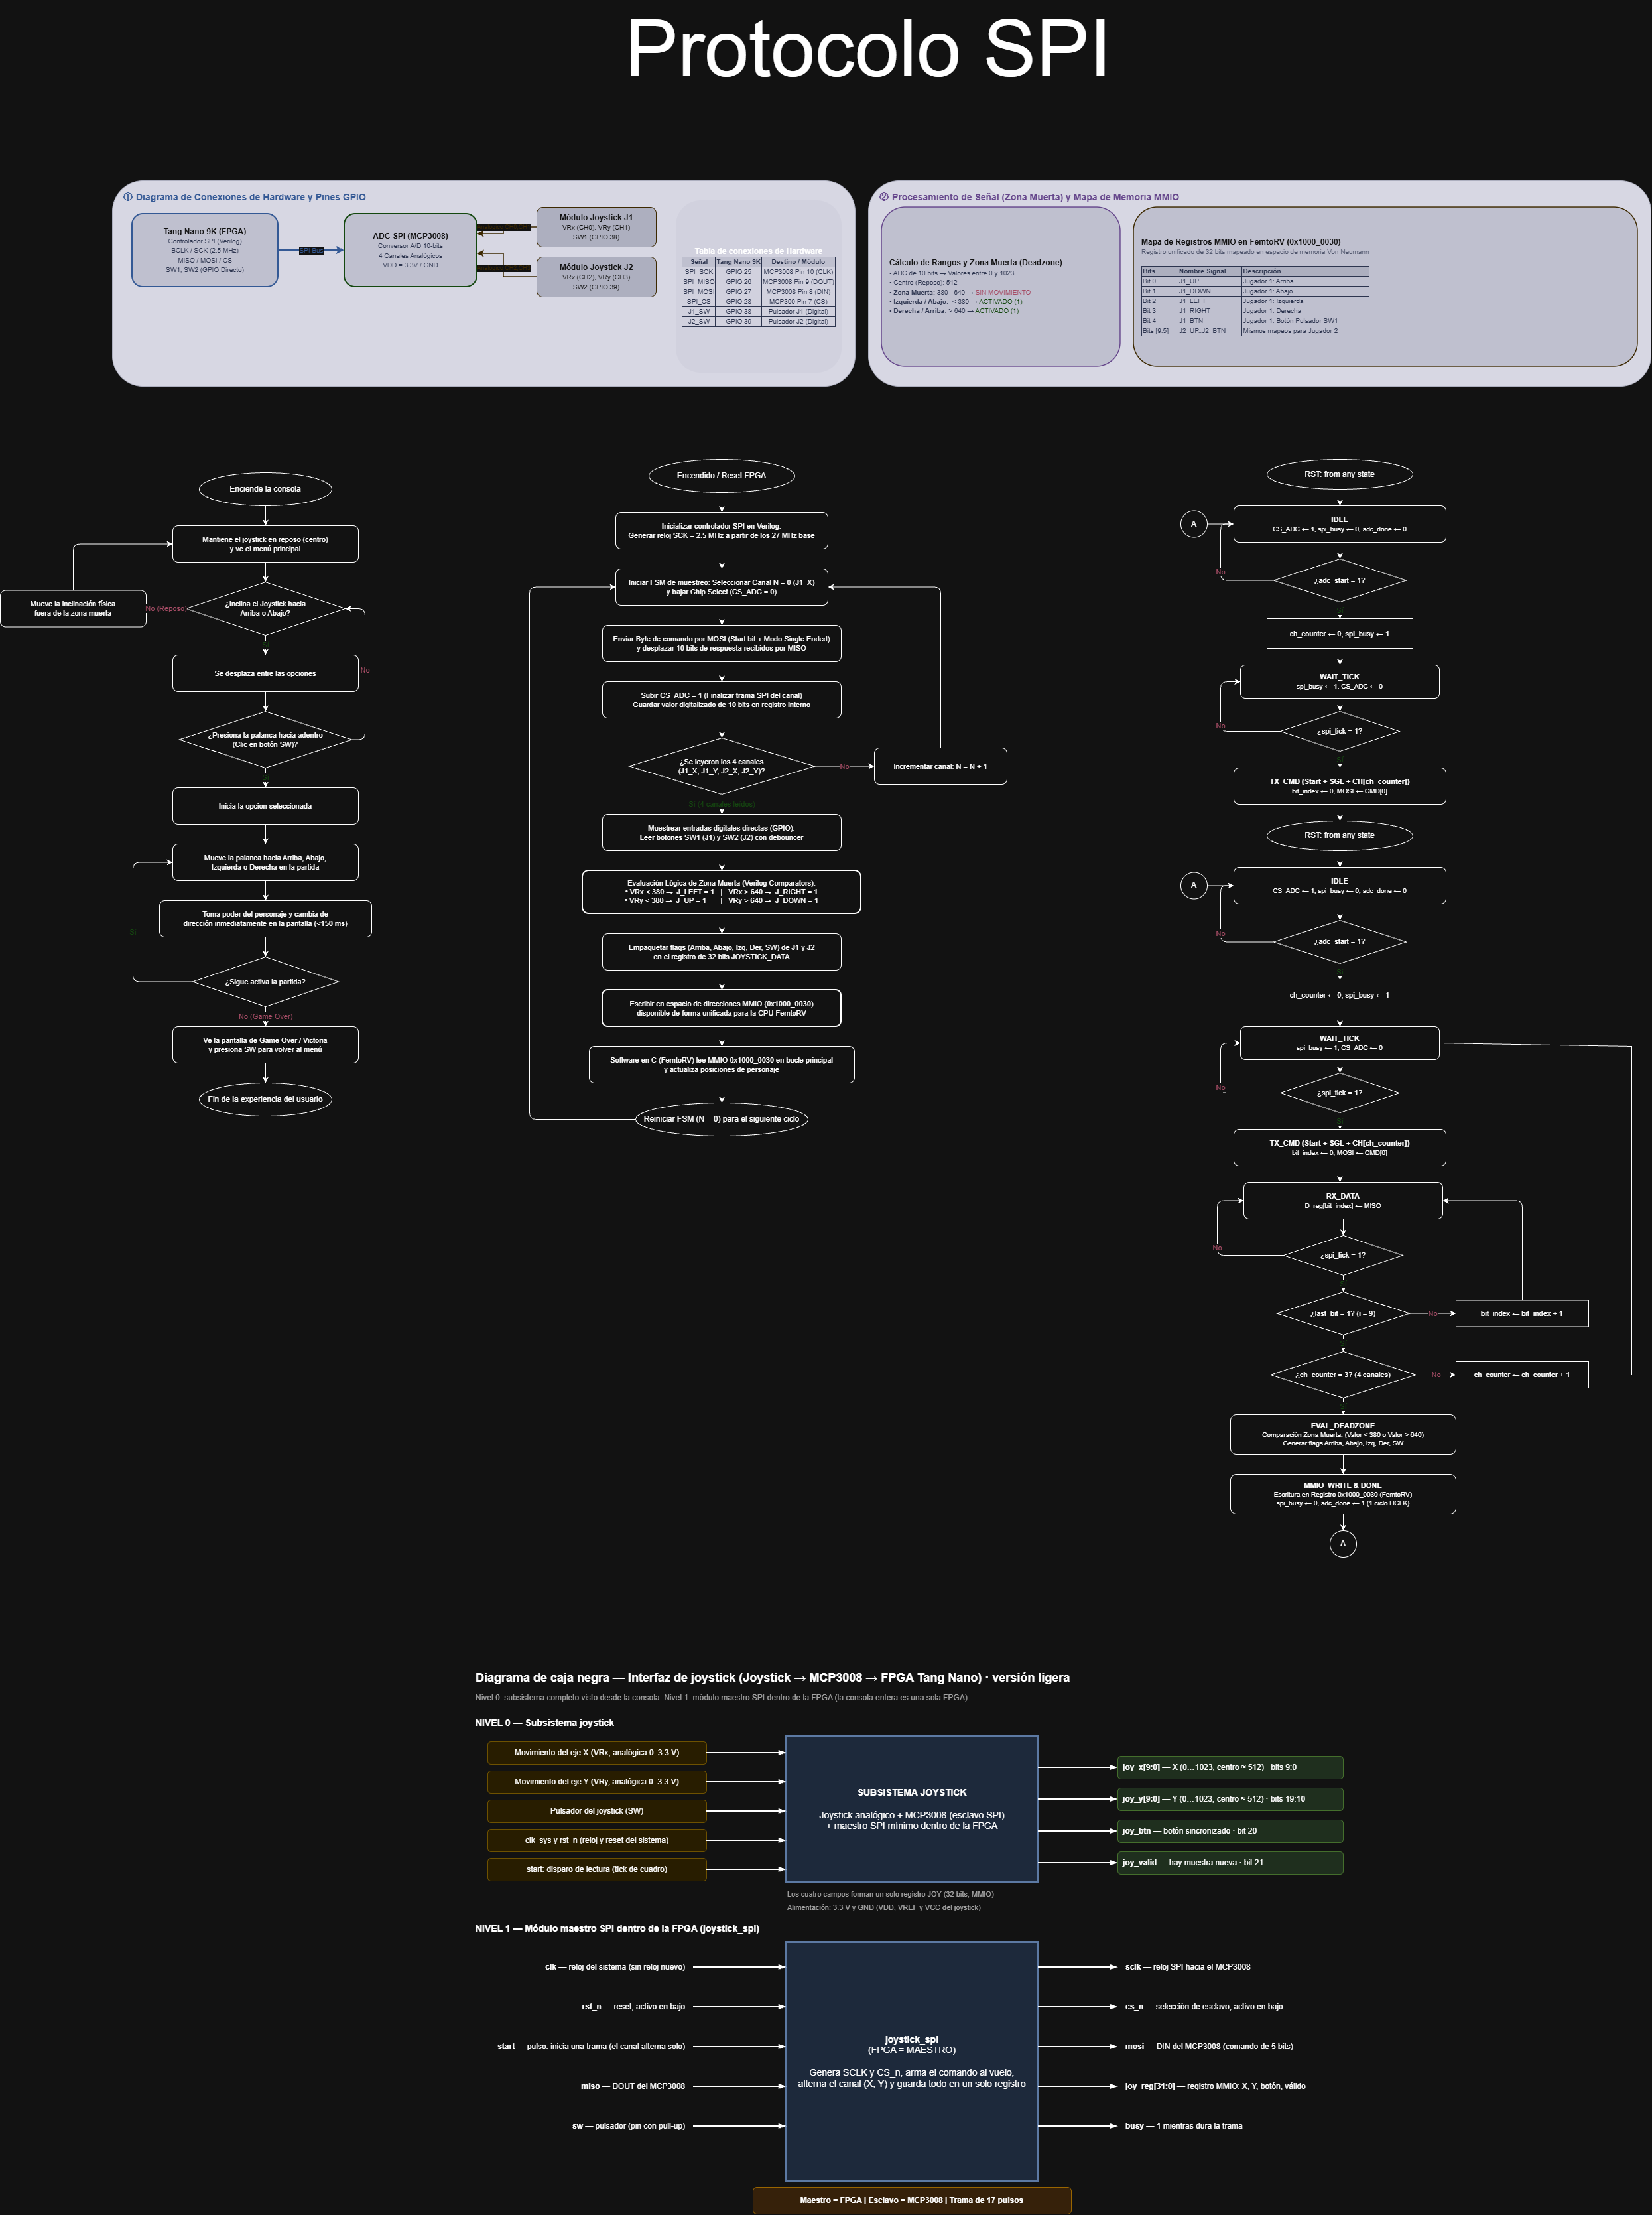 Protocolo SPI
① Diagrama de Conexiones de Hardware y Pines GPIO
Tang Nano 9K (FPGA)
Controlador SPI (Verilog)
BCLK / SCK (2.5 MHz)
MISO / MOSI / CS
SW1, SW2 (GPIO Directo)
SPI Bus
ADC SPI (MCP3008)
Conversor A/D 10-bits
4 Canales Analógicos
VDD = 3.3V / GND
Módulo Joystick J1
VRx (CH0), VRy (CH1)
SW1 (GPIO 38)
Módulo Joystick J2
VRx (CH2), VRy (CH3)
SW2 (GPIO 39)
Tabla de conexiones de Hardware
Señal Tang Nano 9K Destino / Módulo
SPI_SCK GPIO 25 MCP3008 Pin 10 (CLK)
SPI_MISO GPIO 26 MCP3008 Pin 9 (DOUT)
SPI_MOSI GPIO 27 MCP3008 Pin 8 (DIN)
SPI_CS GPIO 28 MCP300 Pin 7 (CS)
J1_SW GPIO 38 Pulsador J1 (Digital)
J2_SW GPIO 39 Pulsador J2 (Digital)
② Procesamiento de Señal (Zona Muerta) y Mapa de Memoria MMIO
Cálculo de Rangos y Zona Muerta (Deadzone)
• ADC de 10 bits → Valores entre 0 y 1023
• Centro (Reposo): 512
• Zona Muerta: 380 - 640 → SIN MOVIMIENTO
• Izquierda / Abajo: < 380 → ACTIVADO (1)
• Derecha / Arriba: > 640 → ACTIVADO (1)
Mapa de Registros MMIO en FemtoRV (0x1000_0030)
Registro unificado de 32 bits mapeado en espacio de memoria Von Neumann
Bits Nombre Signal Descripción
Bit 0 J1_UP Jugador 1: Arriba
Bit 1 J1_DOWN Jugador 1: Abajo
Bit 2 J1_LEFT Jugador 1: Izquierda
Bit 3 J1_RIGHT Jugador 1: Derecha
Bit 4 J1_BTN Jugador 1: Botón Pulsador SW1
Bits [9:5] J2_UP..J2_BTN Mismos mapeos para Jugador 2
Enciende la consola
Mantiene el joystick en reposo (centro)
y ve el menú principal
Mueve la inclinación física
fuera de la zona muerta
No (Reposo)
¿Inclina el Joystick hacia
Arriba o Abajo?
Se desplaza entre las opciones
No
¿Presiona la palanca hacia adentro
(Clic en botón SW)?
Inicia la opcion seleccionada
Mueve la palanca hacia Arriba, Abajo,
Izquierda o Derecha en la partida
Toma poder del personaje y cambia de
dirección inmediatamente en la pantalla (<150 ms)
¿Sigue activa la partida?
No (Game Over)
Ve la pantalla de Game Over / Victoria
y presiona SW para volver al menú
Fin de la experiencia del usuario
Encendido / Reset FPGA
Inicializar controlador SPI en Verilog:
Generar reloj SCK = 2.5 MHz a partir de los 27 MHz base
Iniciar FSM de muestreo: Seleccionar Canal N = 0 (J1_X)
y bajar Chip Select (CS_ADC = 0)
Enviar Byte de comando por MOSI (Start bit + Modo Single Ended)
y desplazar 10 bits de respuesta recibidos por MISO
Subir CS_ADC = 1 (Finalizar trama SPI del canal)
Guardar valor digitalizado de 10 bits en registro interno
¿Se leyeron los 4 canales
(J1_X, J1_Y, J2_X, J2_Y)?
No
Incrementar canal: N = N + 1
Sí (4 canales leídos)
Muestrear entradas digitales directas (GPIO):
Leer botones SW1 (J1) y SW2 (J2) con debouncer
Evaluación Lógica de Zona Muerta (Verilog Comparators):
• VRx < 380 → J_LEFT = 1 | VRx > 640 → J_RIGHT = 1
• VRy < 380 → J_UP = 1 | VRy > 640 → J_DOWN = 1
Empaquetar flags (Arriba, Abajo, Izq, Der, SW) de J1 y J2
en el registro de 32 bits JOYSTICK_DATA
Escribir en espacio de direcciones MMIO (0x1000_0030)
disponible de forma unificada para la CPU FemtoRV
Software en C (FemtoRV) lee MMIO 0x1000_0030 en bucle principal
y actualiza posiciones de personaje
Reiniciar FSM (N = 0) para el siguiente ciclo
RST: from any state
A
IDLE
CS_ADC ← 1, spi_busy ← 0, adc_done ← 0
No
¿adc_start = 1?
ch_counter ← 0, spi_busy ← 1
WAIT_TICK
spi_busy ← 1, CS_ADC ← 0
No
¿spi_tick = 1?
TX_CMD (Start + SGL + CH[ch_counter])
bit_index ← 0, MOSI ← CMD[0]
RST: from any state
A
IDLE
CS_ADC ← 1, spi_busy ← 0, adc_done ← 0
No
¿adc_start = 1?
ch_counter ← 0, spi_busy ← 1
WAIT_TICK
spi_busy ← 1, CS_ADC ← 0
No
¿spi_tick = 1?
TX_CMD (Start + SGL + CH[ch_counter])
bit_index ← 0, MOSI ← CMD[0]
RX_DATA
D_reg[bit_index] ← MISO
No
¿spi_tick = 1?
¿last_bit = 1? (i = 9)
No
bit_index ← bit_index + 1
¿ch_counter = 3? (4 canales)
No
ch_counter ← ch_counter + 1
EVAL_DEADZONE
Comparación Zona Muerta: (Valor < 380 o Valor > 640)
Generar flags Arriba, Abajo, Izq, Der, SW
MMIO_WRITE & DONE
Escritura en Registro 0x1000_0030 (FemtoRV)
spi_busy ← 0, adc_done ← 1 (1 ciclo HCLK)
A
Diagrama de caja negra — Interfaz de joystick (Joystick → MCP3008 → FPGA Tang Nano) · versión ligera
Nivel 0: subsistema completo visto desde la consola. Nivel 1: módulo maestro SPI dentro de la FPGA (la consola entera es una sola FPGA).
NIVEL 0 — Subsistema joystick
Movimiento del eje X (VRx, analógica 0–3.3 V)
Movimiento del eje Y (VRy, analógica 0–3.3 V)
Pulsador del joystick (SW)
clk_sys y rst_n (reloj y reset del sistema)
start: disparo de lectura (tick de cuadro)
SUBSISTEMA JOYSTICK
Joystick analógico + MCP3008 (esclavo SPI)
+ maestro SPI mínimo dentro de la FPGA
joy_x[9:0] — X (0…1023, centro ≈ 512) · bits 9:0
joy_y[9:0] — Y (0…1023, centro ≈ 512) · bits 19:10
joy_btn — botón sincronizado · bit 20
joy_valid — hay muestra nueva · bit 21
Los cuatro campos forman un solo registro JOY (32 bits, MMIO)
Alimentación: 3.3 V y GND (VDD, VREF y VCC del joystick)
NIVEL 1 — Módulo maestro SPI dentro de la FPGA (joystick_spi)
clk — reloj del sistema (sin reloj nuevo)
rst_n — reset, activo en bajo
start — pulso: inicia una trama (el canal alterna solo)
miso — DOUT del MCP3008
sw — pulsador (pin con pull-up)
joystick_spi
(FPGA = MAESTRO)
Genera SCLK y CS_n, arma el comando al vuelo,
alterna el canal (X, Y) y guarda todo en un solo registro
sclk — reloj SPI hacia el MCP3008
cs_n — selección de esclavo, activo en bajo
mosi — DIN del MCP3008 (comando de 5 bits)
joy_reg[31:0] — registro MMIO: X, Y, botón, válido
busy — 1 mientras dura la trama
Maestro = FPGA | Esclavo = MCP3008 | Trama de 17 pulsos